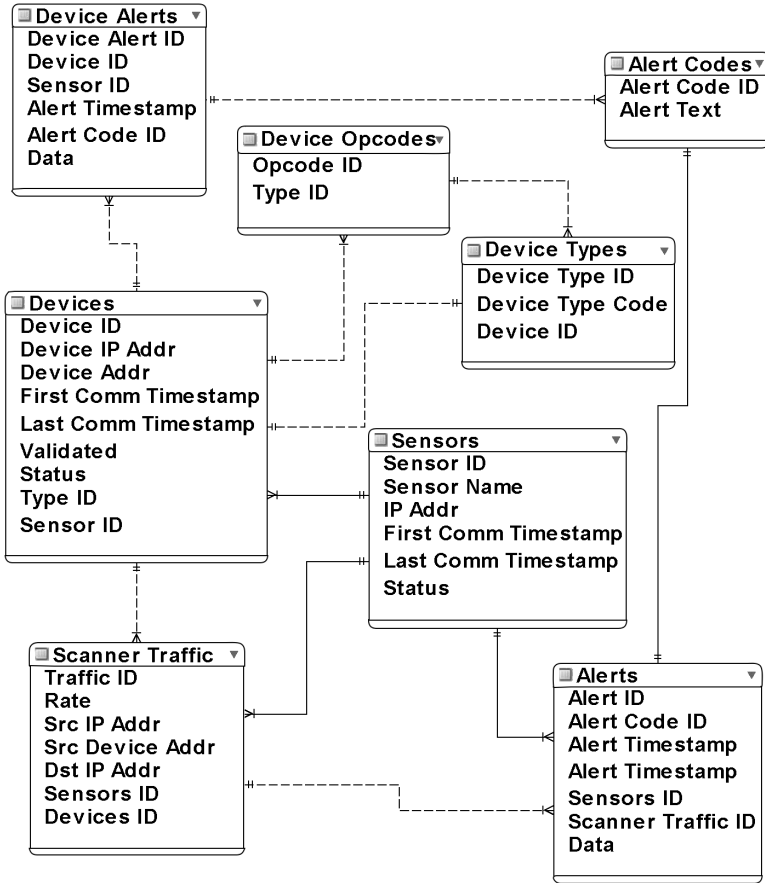 Device Alerts
Device Alert ID
Device ID
Sensor ID
Alert Timestamp
Alert Code ID
Data
Alert Codes
Alert Code ID
Alert Text
Device Opcodes
Opcode ID
Type ID
Device Types
Device Type ID
Device Type Code
Device ID
Devices
Device ID
Device IP Addr
Device Addr
First Comm Timestamp
Last Comm Timestamp
Validated
Status
Type ID
Sensor ID
Sensors
Sensor ID
Sensor Name
IP Addr
First Comm Timestamp
Last Comm Timestamp
Status
Scanner Traffic
Traffic ID
Rate
Src IP Addr
Src Device Addr
Dst IP Addr
Sensors ID
Devices ID
Alerts
Alert ID
Alert Code ID
Alert Timestamp
Alert Timestamp
Sensors ID
Scanner Traffic ID
Data